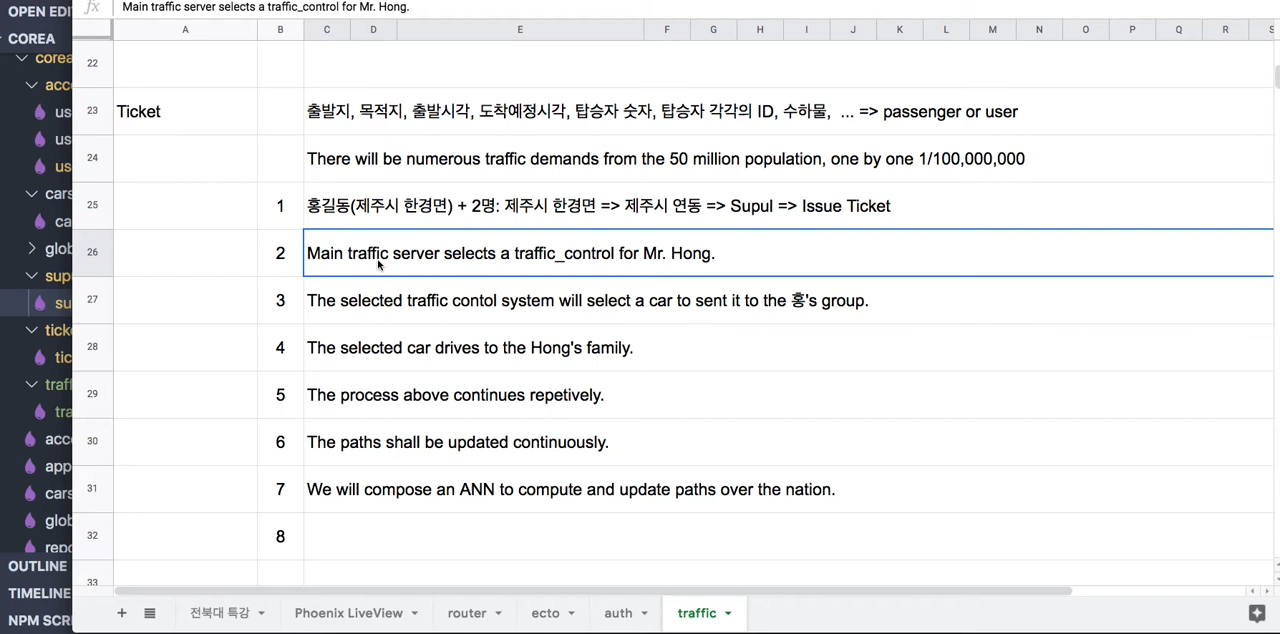 OPEN EDI
COREA
corea
acc
us
us
us
cars
ca
glob
sup
su
ticke
tic
traff
tra
acc
app
cars
glob
repo
OUTLINE
TIMELINE
NPM SCR
fx Main traffic server selects a traffic_control for Mr. Hong.
A B C D E F G H I J K L M N O P Q R S
22
23 Ticket 출발지, 목적지, 출발시각, 도착예정시각, 탑승자 숫자, 탑승자 각각의 ID, 수하물, ... => passenger or user
24 There will be numerous traffic demands from the 50 million population, one by one 1/100,000,000
25 1 홍길동(제주시 한경면) + 2명: 제주시 한경면 => 제주시 연동 => Supul => Issue Ticket
26 2 Main traffic server selects a traffic_control for Mr. Hong.
27 3 The selected traffic contol system will select a car to sent it to the 홍's group.
28 4 The selected car drives to the Hong's family.
29 5 The process above continues repetively.
30 6 The paths shall be updated continuously.
31 7 We will compose an ANN to compute and update paths over the nation.
32 8
33
전북대 특강 Phoenix LiveView router ecto auth traffic